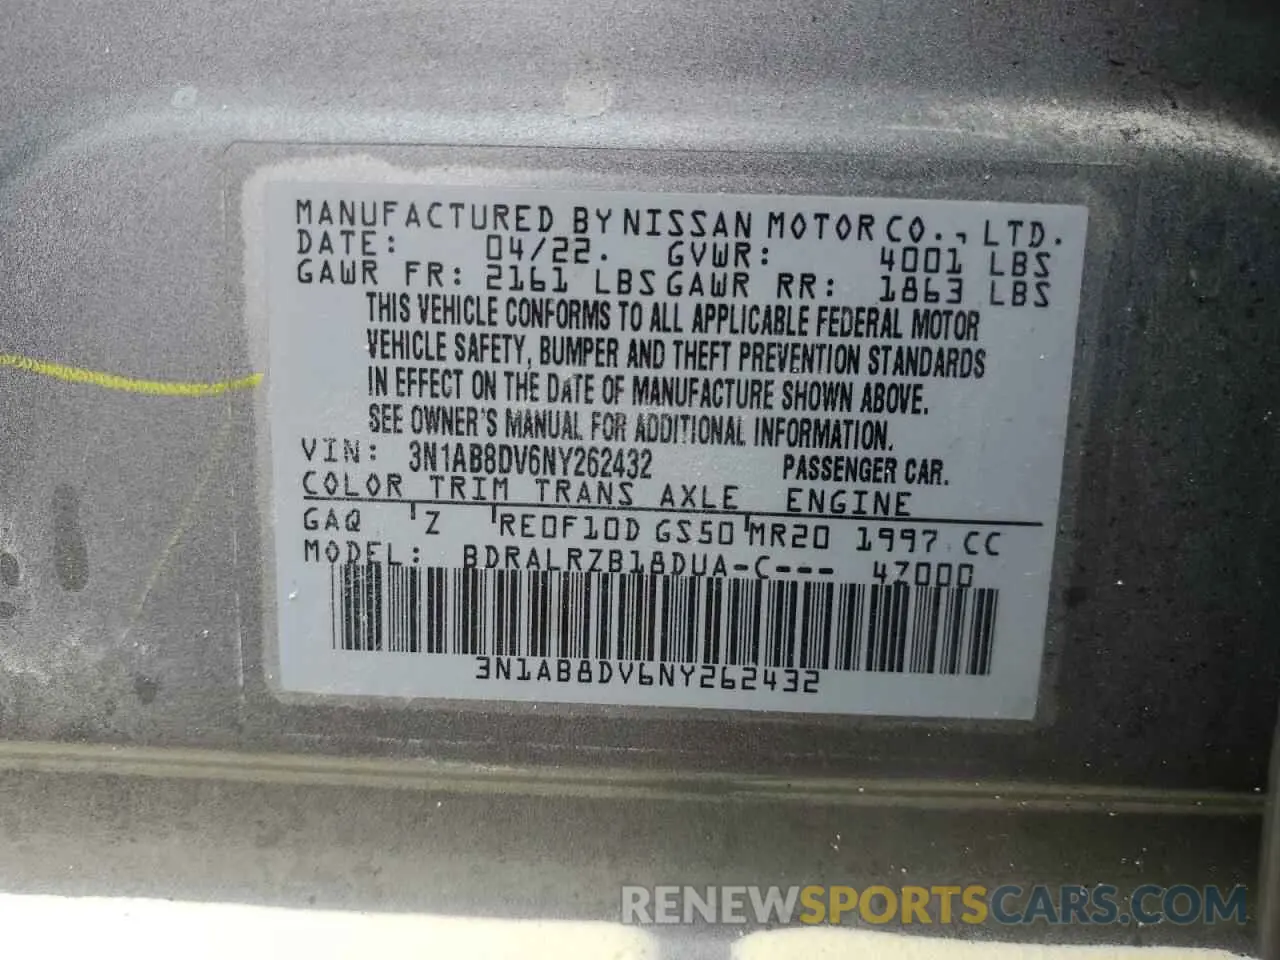 MANUFACTURED BY NISSAN MOTOR CO., LTD.
DATE: 04/22. GVWR: 4001 LBS
GAWR FR: 2161 LBS GAWR RR: 1863 LBS
THIS VEHICLE CONFORMS TO ALL APPLICABLE FEDERAL MOTOR
VEHICLE SAFETY, BUMPER AND THEFT PREVENTION STANDARDS
IN EFFECT ON THE DATE OF MANUFACTURE SHOWN ABOVE.
SEE OWNER'S MANUAL FOR ADDITIONAL INFORMATION.
VIN: 3N1AB8DV6NY262432 PASSENGER CAR.
COLOR TRIM TRANS AXLE ENGINE
GAQ Z RE0F10D GS50 MR20 1997 CC
MODEL: BDRALRZB18DUA-C--- 4Z000
3N1AB8DV6NY262432
RENEWSPORTSCARS.COM